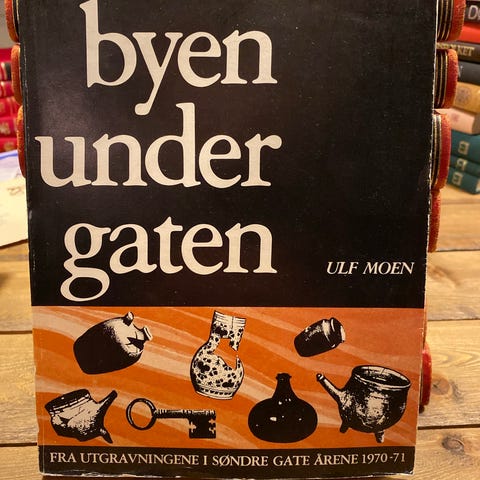 byen
under
gaten
ULF MOEN
FRA UTGRAVNINGENE I SØNDRE GATE ÅRENE 1970-71